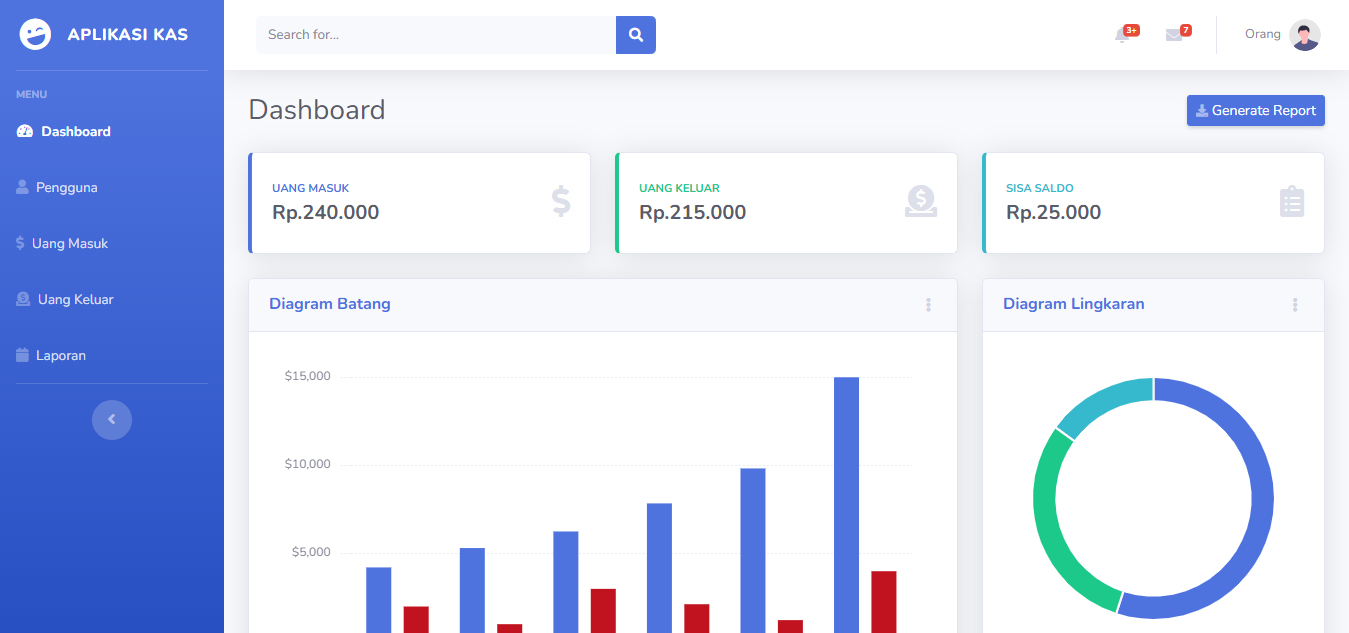 APLIKASI KAS
Search for...
3+
7
Orang
MENU
Dashboard
Pengguna
Uang Masuk
Uang Keluar
Laporan
Dashboard
Generate Report
UANG MASUK
Rp.240.000
UANG KELUAR
Rp.215.000
SISA SALDO
Rp.25.000
Diagram Batang
$15,000
$10,000
$5,000
Diagram Lingkaran